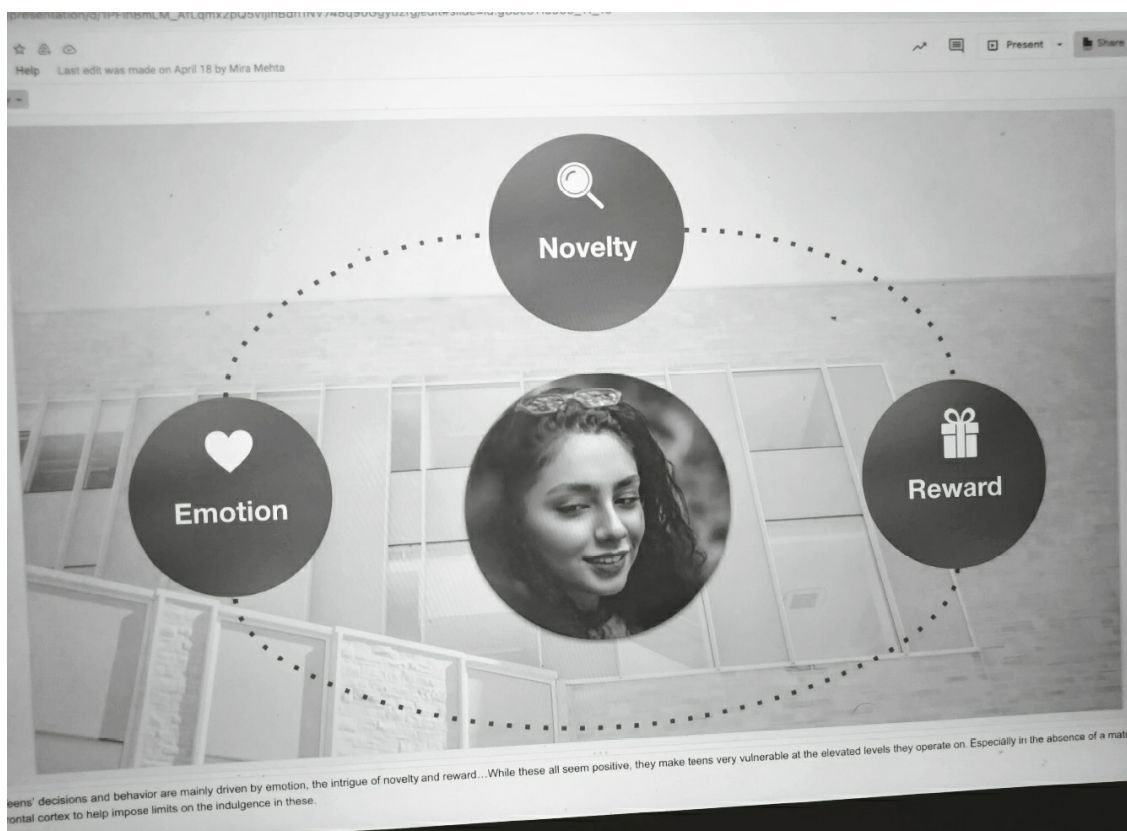 Present
Share
Help Last edit was made on April 18 by Mira Mehta
Novelty
Emotion
Reward
eens' decisions and behavior are mainly driven by emotion, the intrigue of novelty and reward...While these all seem positive, they make teens very vulnerable at the elevated levels they operate on. Especially in the absence of a matu
rontal cortex to help impose limits on the indulgence in these.